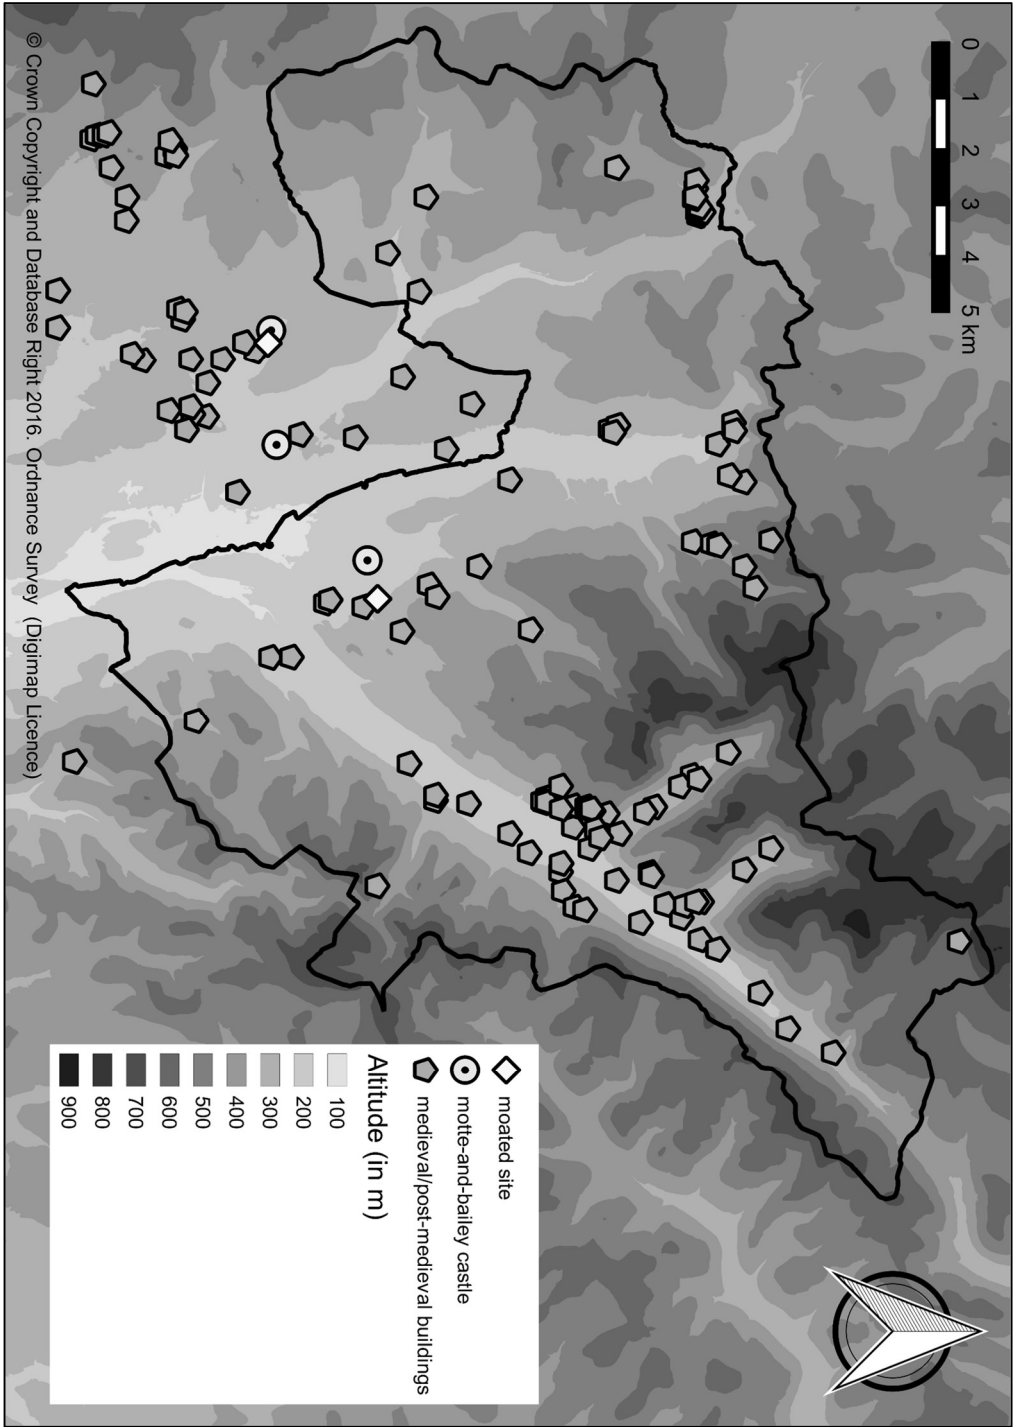 0 1 2 3 4 5 km
moated site
motte-and-bailey castle
medieval/post-medieval buildings
Altitude (in m)
100
200
300
400
500
600
700
800
900
© Crown Copyright and Database Right 2016. Ordnance Survey (Digimap Licence)